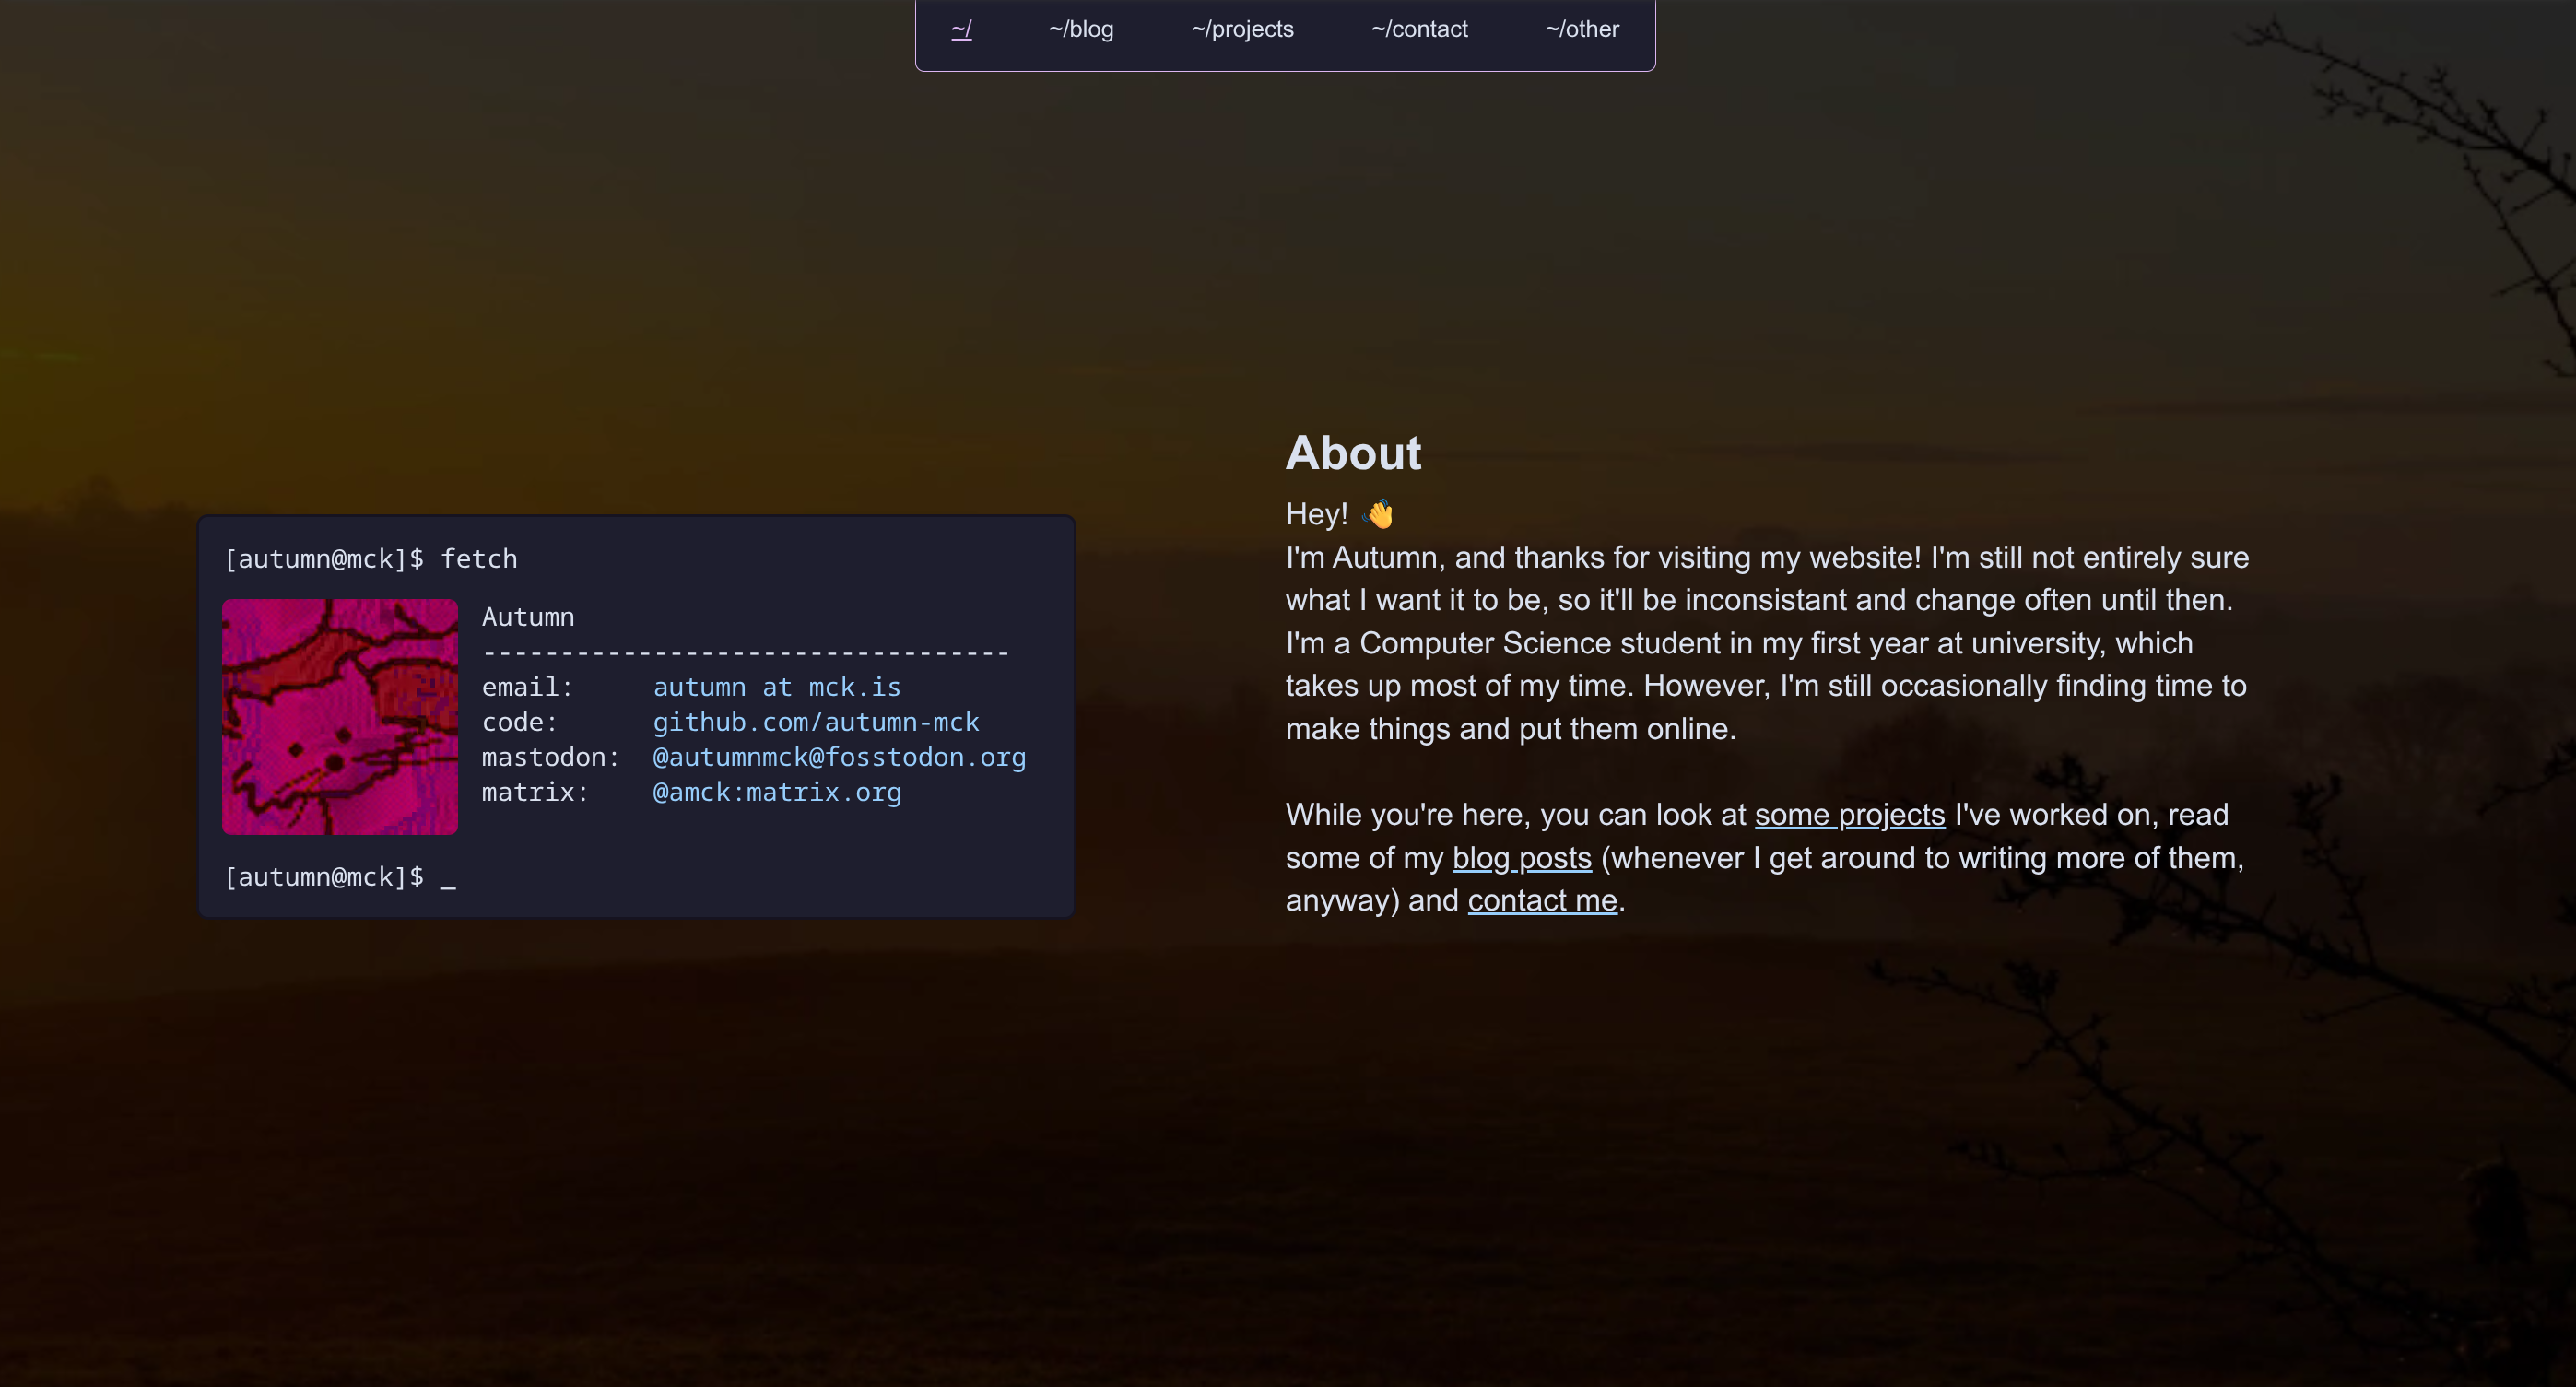 ~/ ~/blog ~/projects ~/contact ~/other
[autumn@mck]$ fetch
Autumn
----------------------------------
email: autumn at mck.is
code: github.com/autumn-mck
mastodon: @autumnmck@fosstodon.org
matrix: @amck:matrix.org
[autumn@mck]$ _
About
Hey! 👋
I'm Autumn, and thanks for visiting my website! I'm still not entirely sure
what I want it to be, so it'll be inconsistant and change often until then.
I'm a Computer Science student in my first year at university, which
takes up most of my time. However, I'm still occasionally finding time to
make things and put them online.
While you're here, you can look at some projects I've worked on, read
some of my blog posts (whenever I get around to writing more of them,
anyway) and contact me.